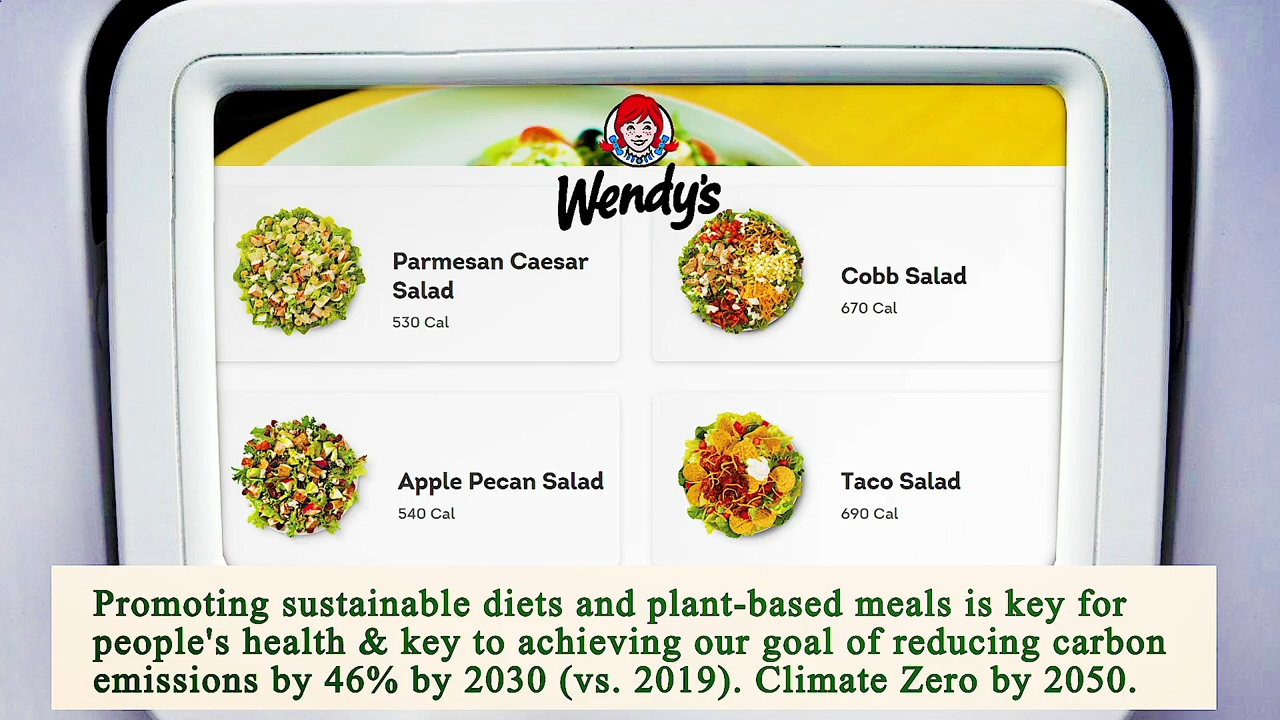 Wendy's
Parmesan Caesar
Salad
530 Cal
Cobb Salad
670 Cal
Apple Pecan Salad
540 Cal
Taco Salad
690 Cal
Promoting sustainable diets and plant-based meals is key for
people's health & key to achieving our goal of reducing carbon
emissions by 46% by 2030 (vs. 2019). Climate Zero by 2050.